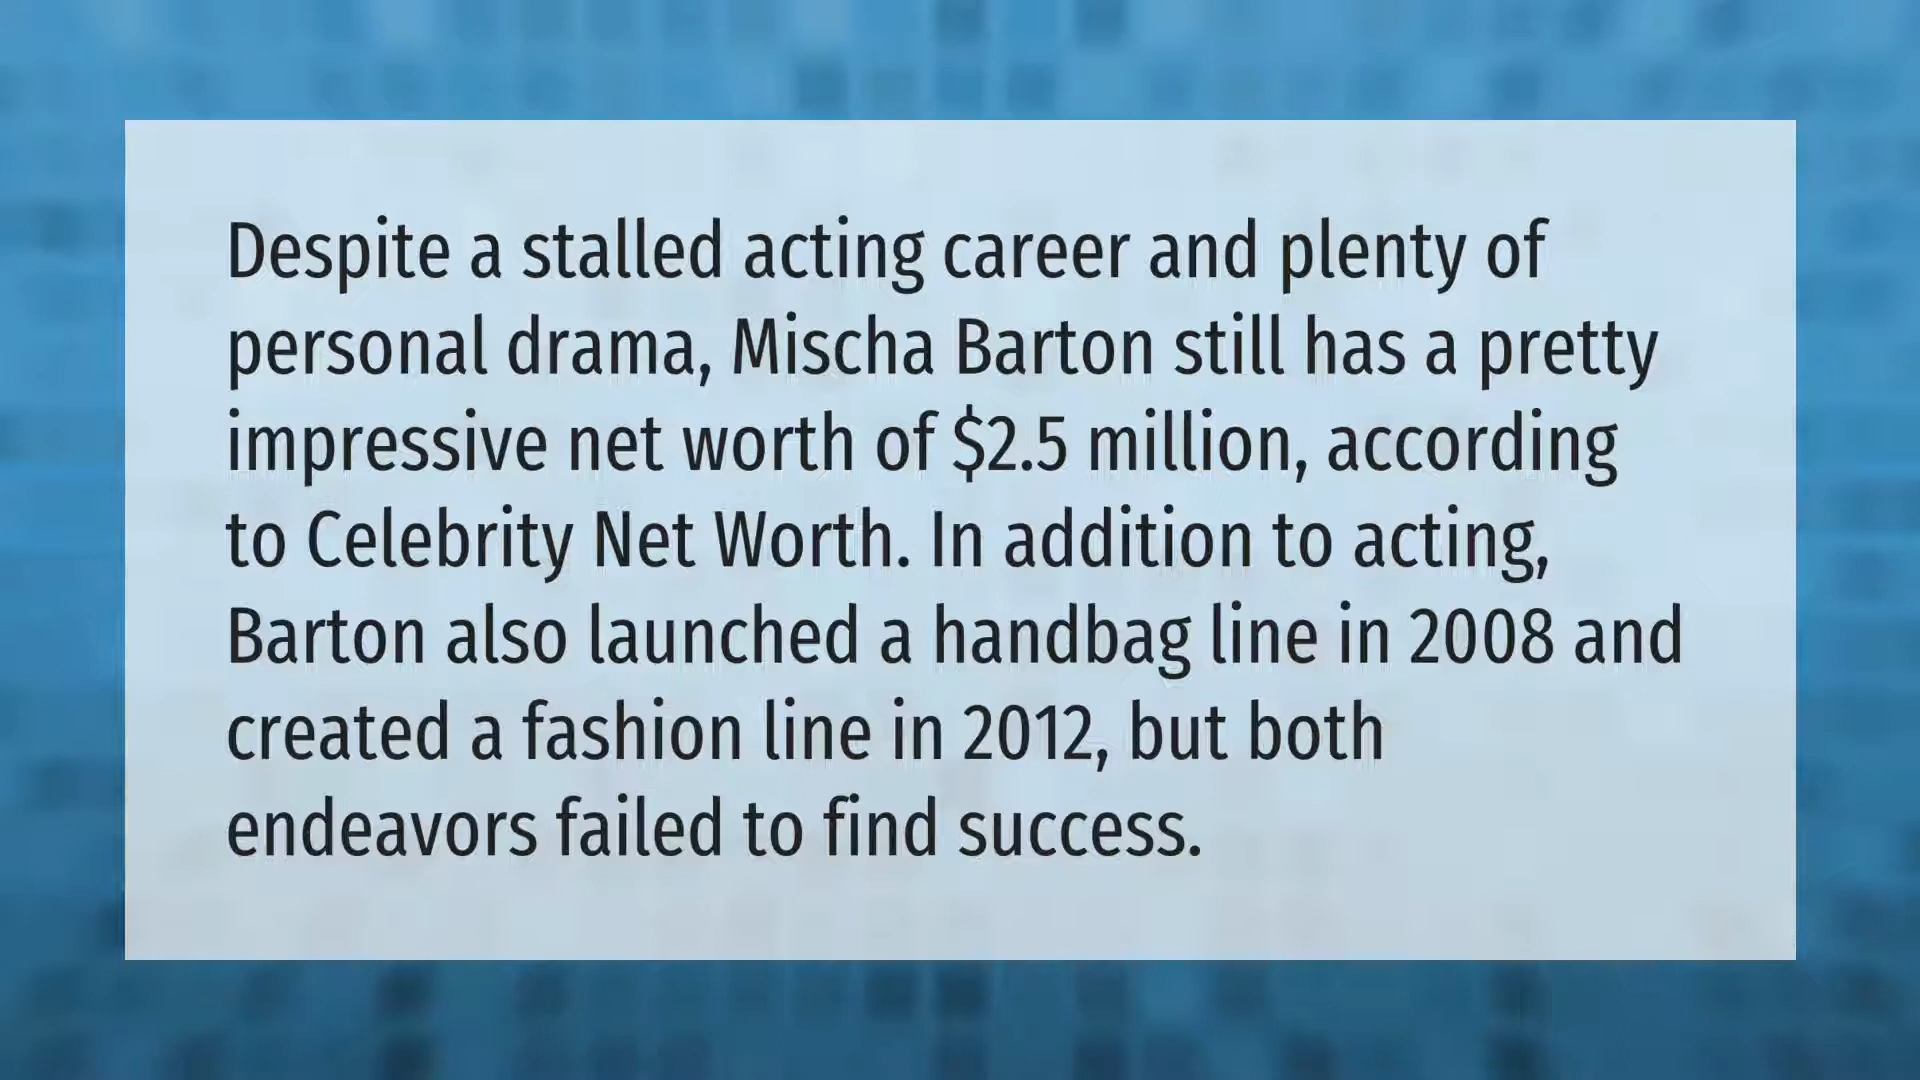 Despite a stalled acting career and plenty of
personal drama, Mischa Barton still has a pretty
impressive net worth of $2.5 million, according
to Celebrity Net Worth. In addition to acting,
Barton also launched a handbag line in 2008 and
created a fashion line in 2012, but both
endeavors failed to find success.